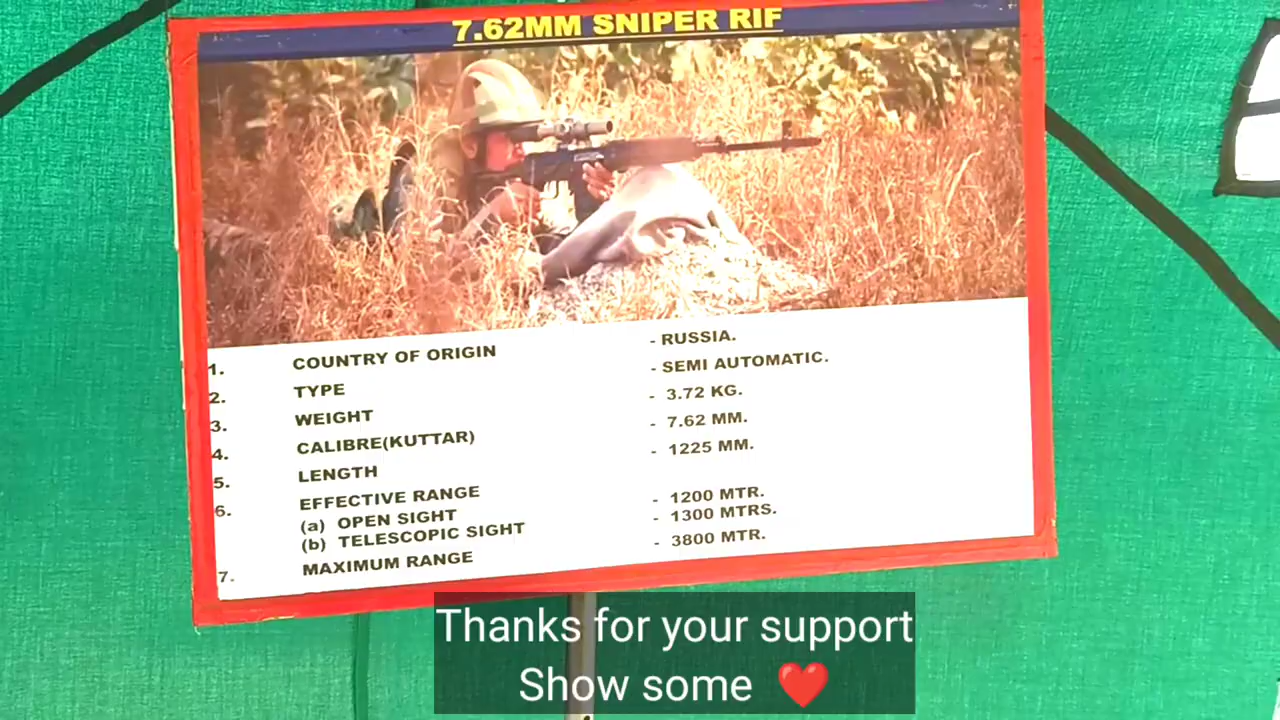 7.62MM SNIPER RIF
1. COUNTRY OF ORIGIN - RUSSIA.
2. TYPE - SEMI AUTOMATIC.
3. WEIGHT - 3.72 KG.
4. CALIBRE(KUTTAR) - 7.62 MM.
5. LENGTH - 1225 MM.
6. EFFECTIVE RANGE
(a) OPEN SIGHT - 1200 MTR.
(b) TELESCOPIC SIGHT - 1300 MTRS.
7. MAXIMUM RANGE - 3800 MTR.
Thanks for your support
Show some ❤️